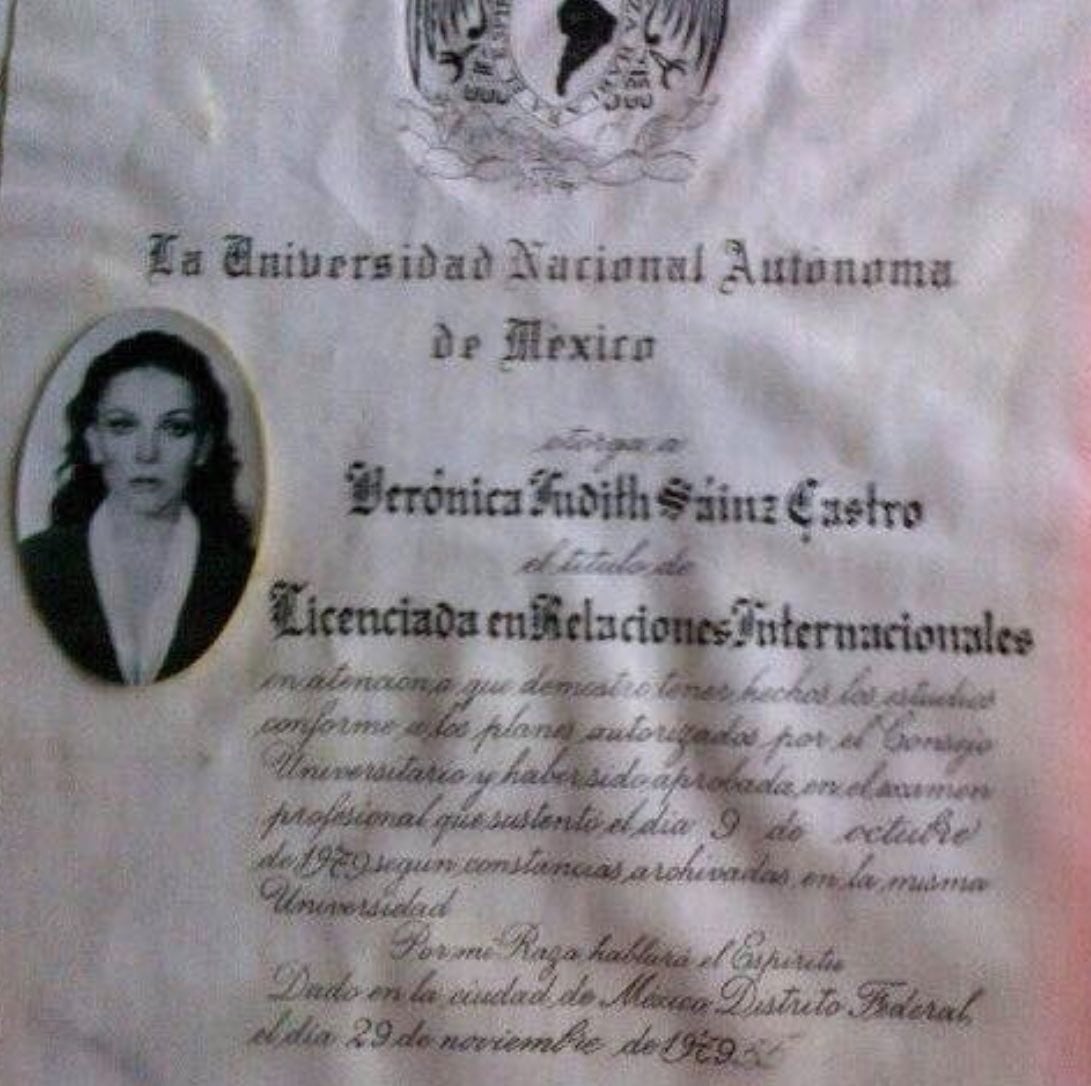 La Universidad Nacional Autónoma
de México
otorga a
Verónica Judith Sáinz Castro
el título de
Licenciada en Relaciones Internacionales
en atención a que demostró tener hechos los estudios
conforme a los planes autorizados por el Consejo
Universitario y haber sido aprobada en el examen
profesional que sustentó el día 9 de octubre
de 1979 según constancias archivadas en la misma
Universidad
Por mi Raza hablará el Espíritu
Dado en la ciudad de México, Distrito Federal,
el día 29 de noviembre de 1979